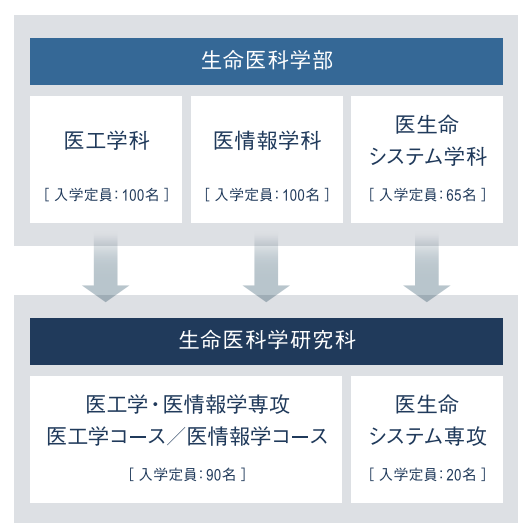 生命医科学部
医工学科
[ 入学定員：100名 ]
医情報学科
[ 入学定員：100名 ]
医生命
システム学科
[ 入学定員：65名 ]
生命医科学研究科
医工学・医情報学専攻
医工学コース／医情報学コース
[ 入学定員：90名 ]
医生命
システム専攻
[ 入学定員：20名 ]